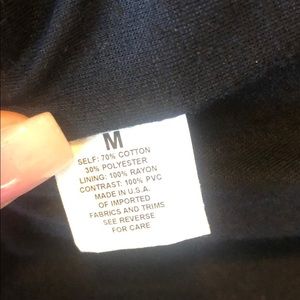 M
SELF: 70% COTTON
30% POLYESTER
LINING: 100% RAYON
CONTRAST: 100% PVC
MADE IN U.S.A.
OF IMPORTED
FABRICS AND TRIMS
SEE REVERSE
FOR CARE